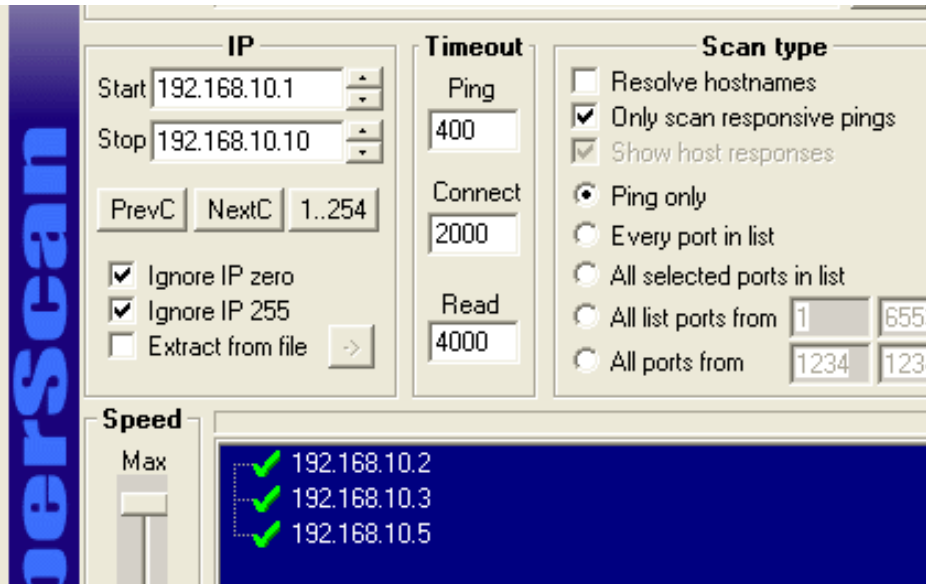 IP
Start 192.168.10.1
Stop 192.168.10.10
PrevC NextC 1..254
Ignore IP zero
Ignore IP 255
Extract from file ->
Timeout
Ping
400
Connect
2000
Read
4000
Scan type
Resolve hostnames
Only scan responsive pings
Show host responses
Ping only
Every port in list
All selected ports in list
All list ports from 1 655
All ports from 1234 123
Speed
Max
192.168.10.2
192.168.10.3
192.168.10.5
erScan